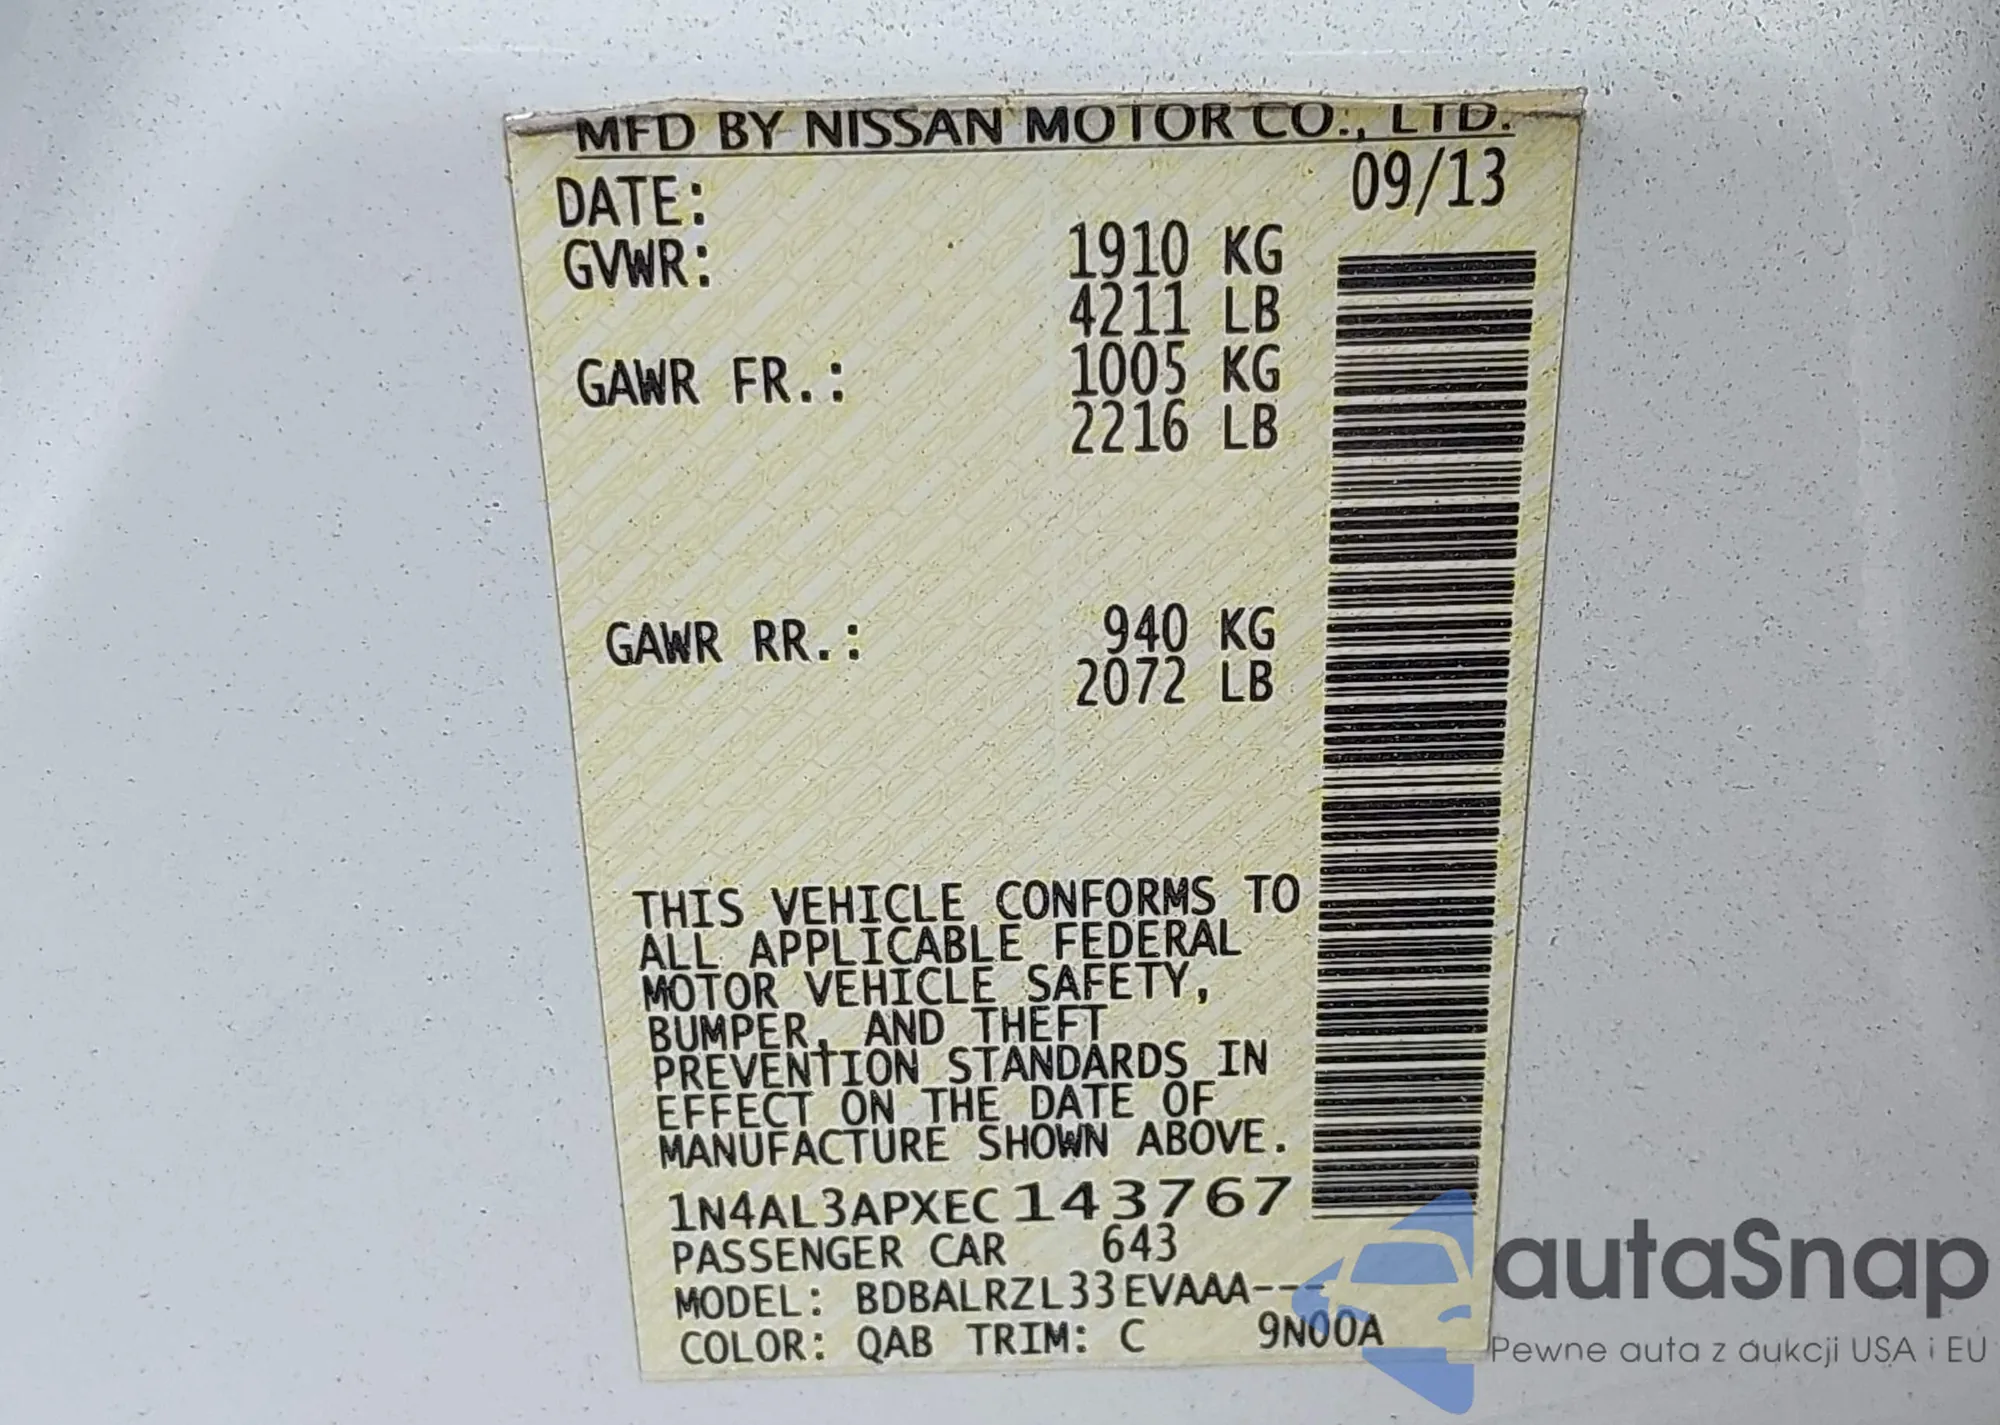 MFD BY NISSAN MOTOR CO., LTD.
DATE: 09/13
GVWR: 1910 KG
4211 LB
GAWR FR.: 1005 KG
2216 LB
GAWR RR.: 940 KG
2072 LB
THIS VEHICLE CONFORMS TO
ALL APPLICABLE FEDERAL
MOTOR VEHICLE SAFETY,
BUMPER, AND THEFT
PREVENTION STANDARDS IN
EFFECT ON THE DATE OF
MANUFACTURE SHOWN ABOVE.
1N4AL3APXEC143767
PASSENGER CAR 643
MODEL: BDBALRZL33EVAAA---
COLOR: QAB TRIM: C 9N00A
autaSnap
Pewne auta z aukcji USA i EU